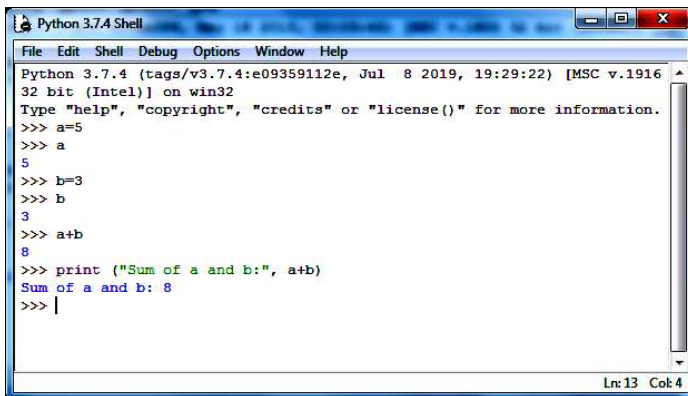 Python 3.7.4 Shell
File Edit Shell Debug Options Window Help
Python 3.7.4 (tags/v3.7.4:e09359112e, Jul  8 2019, 19:29:22) [MSC v.1916
32 bit (Intel)] on win32
Type "help", "copyright", "credits" or "license()" for more information.
>>> a=5
>>> a
5
>>> b=3
>>> b
3
>>> a+b
8
>>> print ("Sum of a and b:", a+b)
Sum of a and b: 8
>>>
Ln: 13 Col: 4